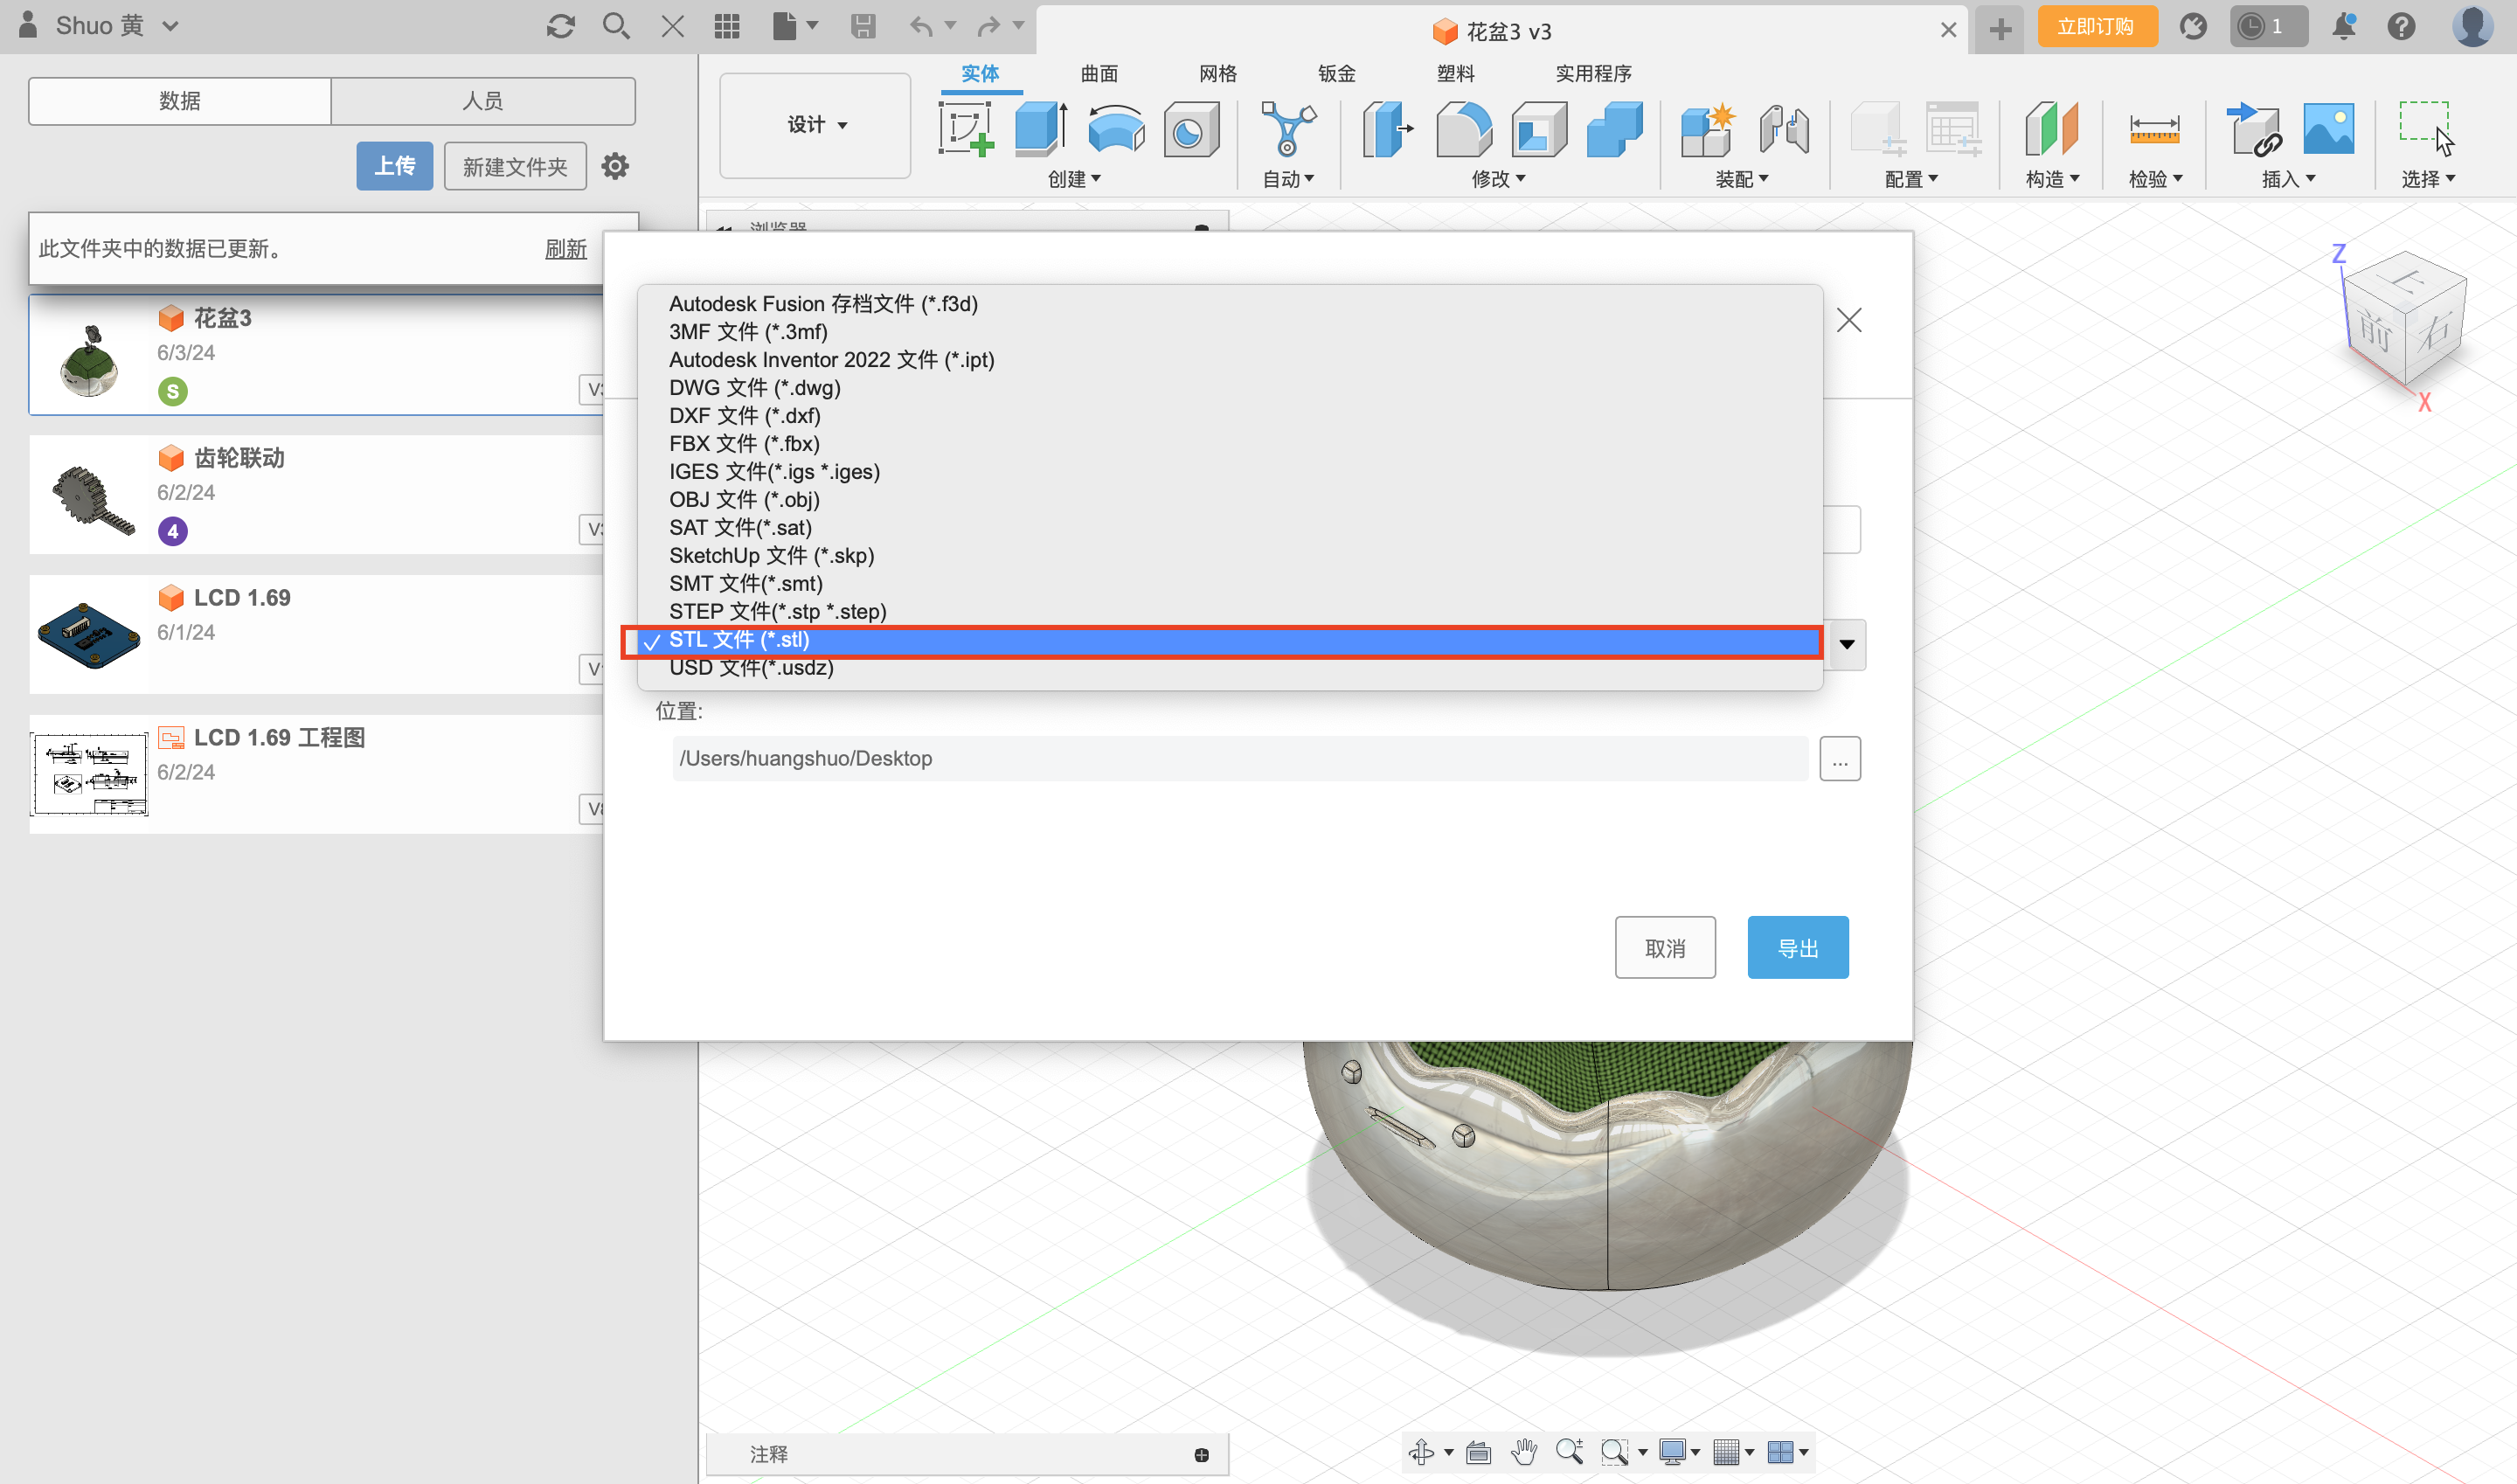 Shuo 黄
花盆3 v3
立即订购
1
数据
人员
上传
新建文件夹
此文件夹中的数据已更新。
刷新
花盆3
6/3/24
S
齿轮联动
6/2/24
4
LCD 1.69
6/1/24
LCD 1.69 工程图
6/2/24
设计
实体
曲面
网格
钣金
塑料
实用程序
创建
自动
修改
装配
配置
构造
检验
插入
选择
浏览器
Autodesk Fusion 存档文件 (*.f3d)
3MF 文件 (*.3mf)
Autodesk Inventor 2022 文件 (*.ipt)
DWG 文件 (*.dwg)
DXF 文件 (*.dxf)
FBX 文件 (*.fbx)
IGES 文件(*.igs *.iges)
OBJ 文件 (*.obj)
SAT 文件(*.sat)
SketchUp 文件 (*.skp)
SMT 文件(*.smt)
STEP 文件(*.stp *.step)
STL 文件 (*.stl)
USD 文件(*.usdz)
位置:
/Users/huangshuo/Desktop
...
取消
导出
Z
上
前
右
X
注释